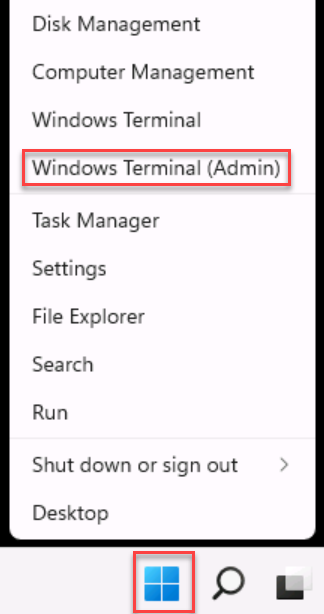 Disk Management
Computer Management
Windows Terminal
Windows Terminal (Admin)
Task Manager
Settings
File Explorer
Search
Run
Shut down or sign out
Desktop